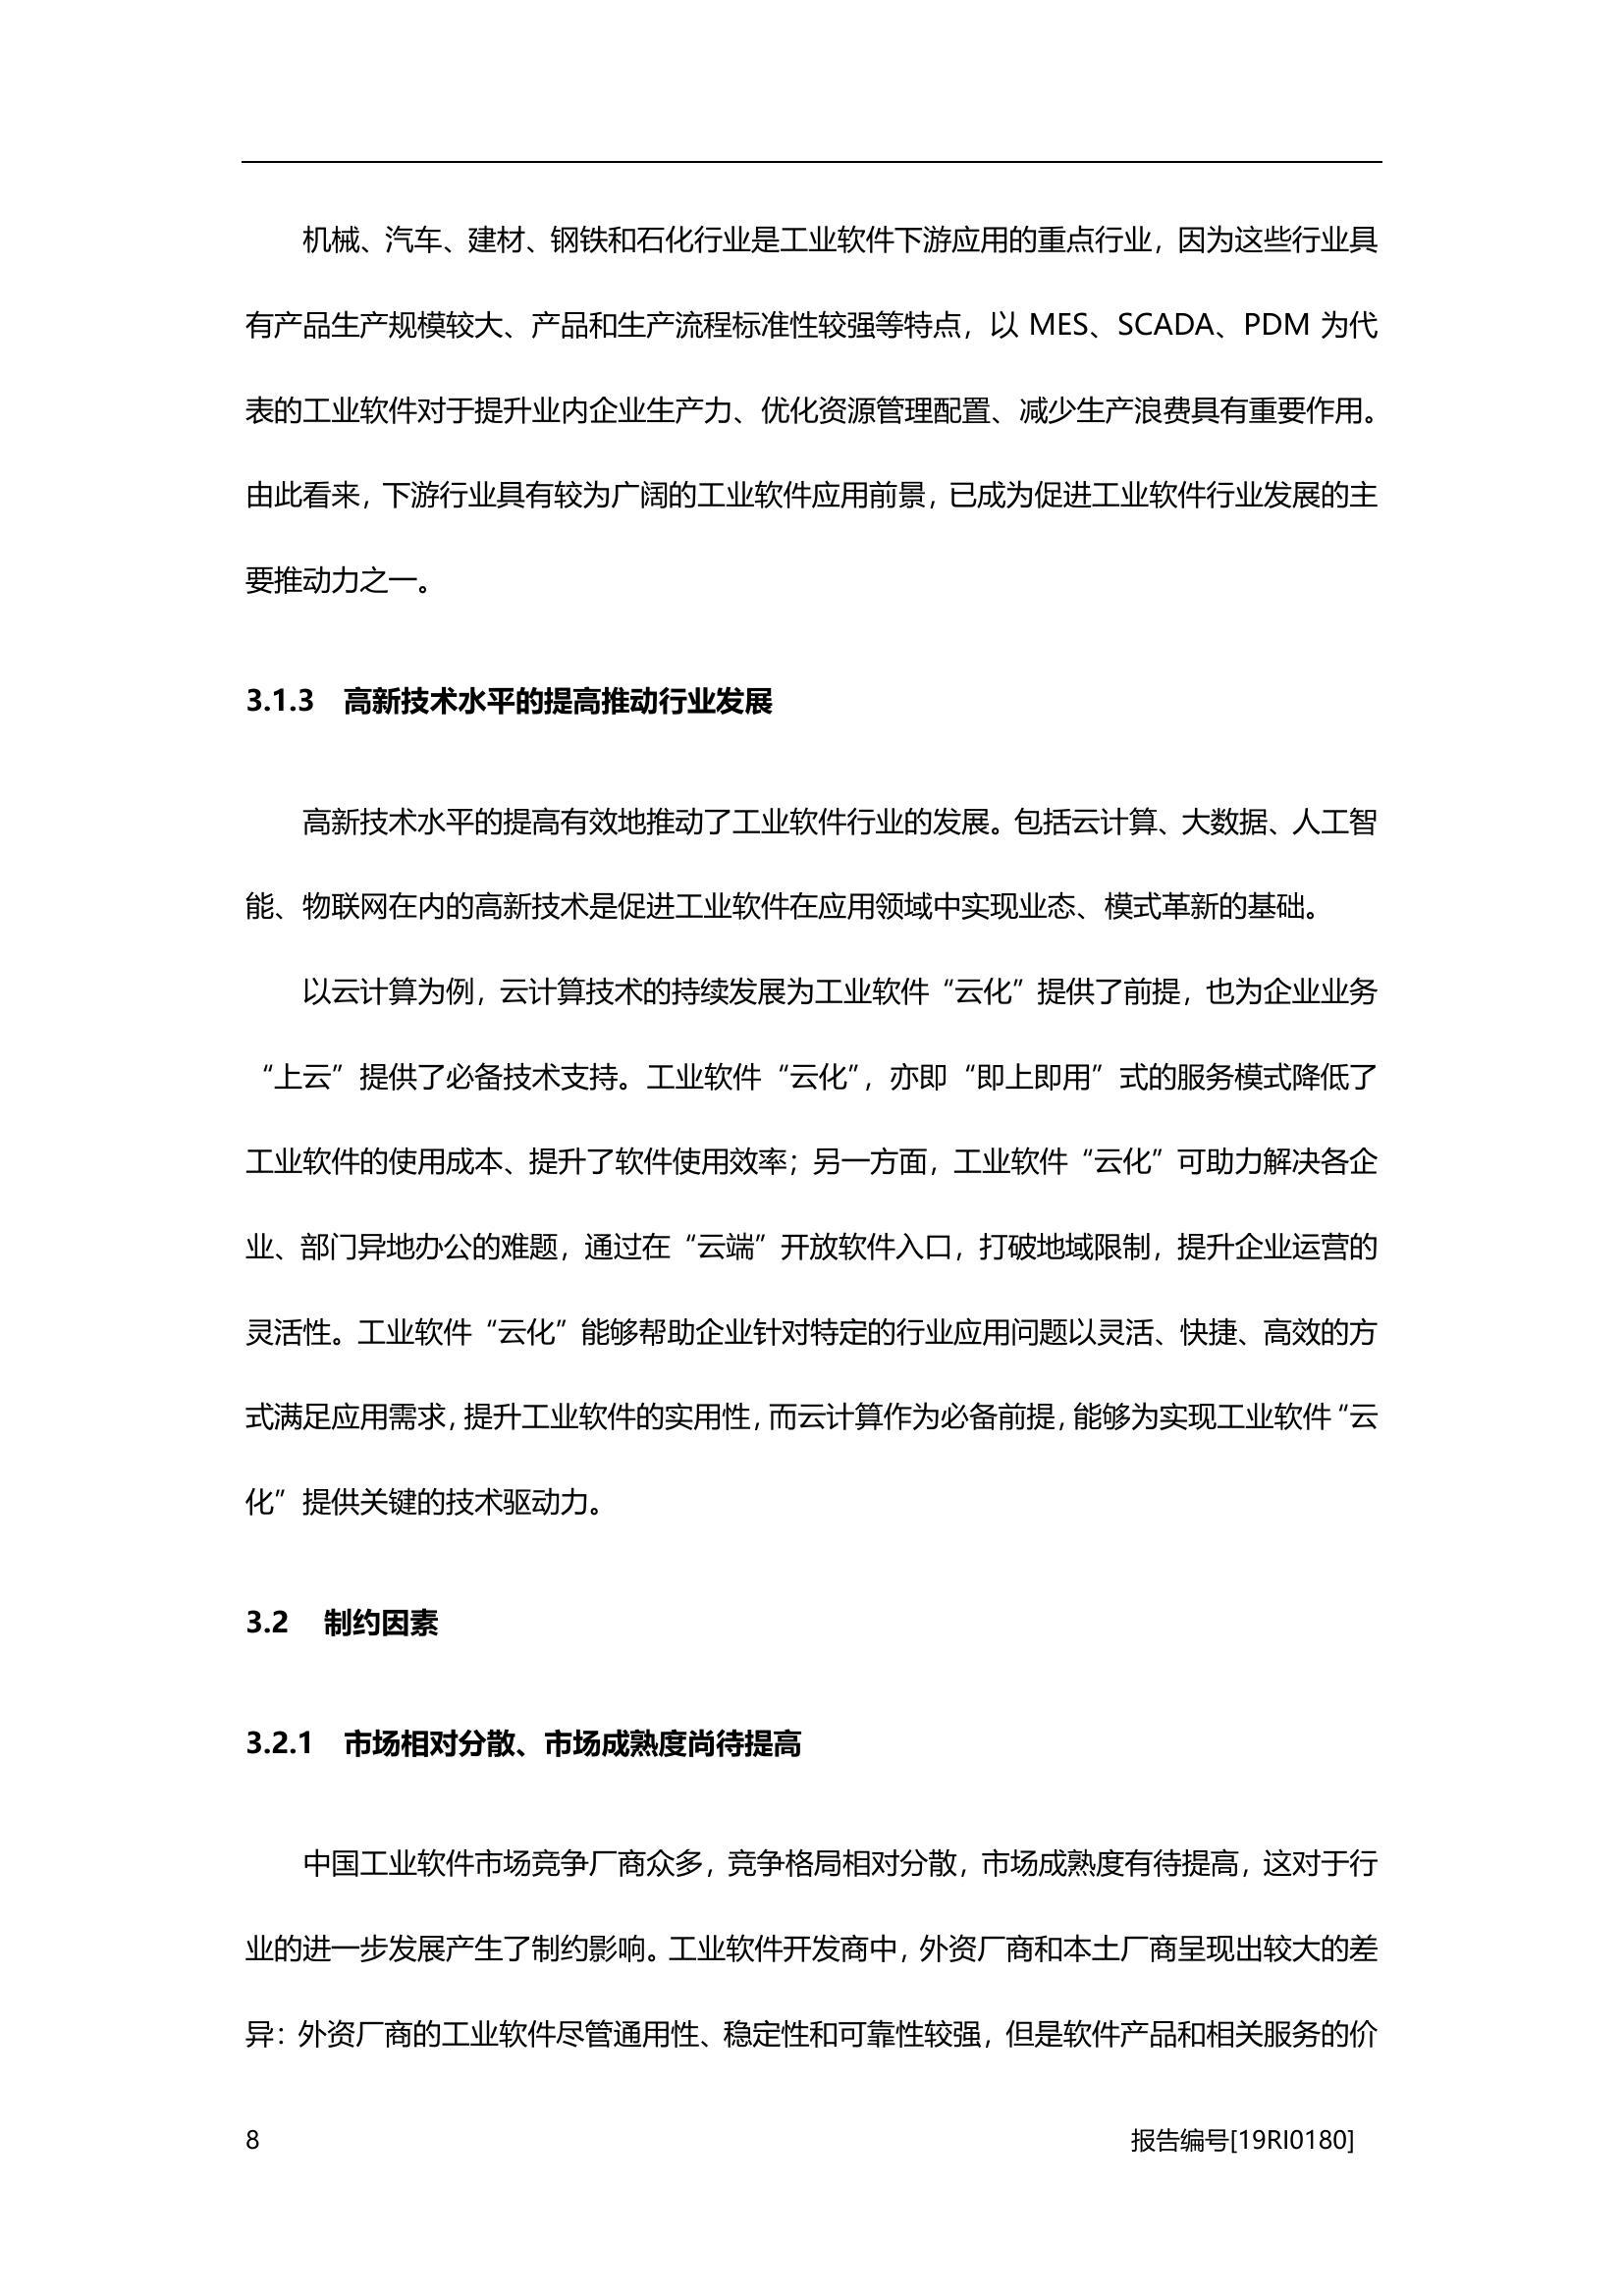 机械、汽车、建材、钢铁和石化行业是工业软件下游应用的重点行业，因为这些行业具
有产品生产规模较大、产品和生产流程标准性较强等特点，以 MES、SCADA、PDM 为代
表的工业软件对于提升业内企业生产力、优化资源管理配置、减少生产浪费具有重要作用。
由此看来，下游行业具有较为广阔的工业软件应用前景，已成为促进工业软件行业发展的主
要推动力之一。
3.1.3 高新技术水平的提高推动行业发展
高新技术水平的提高有效地推动了工业软件行业的发展。包括云计算、大数据、人工智
能、物联网在内的高新技术是促进工业软件在应用领域中实现业态、模式革新的基础。
以云计算为例，云计算技术的持续发展为工业软件“云化”提供了前提，也为企业业务
“上云”提供了必备技术支持。工业软件“云化”，亦即“即上即用”式的服务模式降低了
工业软件的使用成本、提升了软件使用效率；另一方面，工业软件“云化”可助力解决各企
业、部门异地办公的难题，通过在“云端”开放软件入口，打破地域限制，提升企业运营的
灵活性。工业软件“云化”能够帮助企业针对特定的行业应用问题以灵活、快捷、高效的方
式满足应用需求，提升工业软件的实用性，而云计算作为必备前提，能够为实现工业软件“云
化”提供关键的技术驱动力。
3.2 制约因素
3.2.1 市场相对分散、市场成熟度尚待提高
中国工业软件市场竞争厂商众多，竞争格局相对分散，市场成熟度有待提高，这对于行
业的进一步发展产生了制约影响。工业软件开发商中，外资厂商和本土厂商呈现出较大的差
异：外资厂商的工业软件尽管通用性、稳定性和可靠性较强，但是软件产品和相关服务的价
8 报告编号[19RI0180]